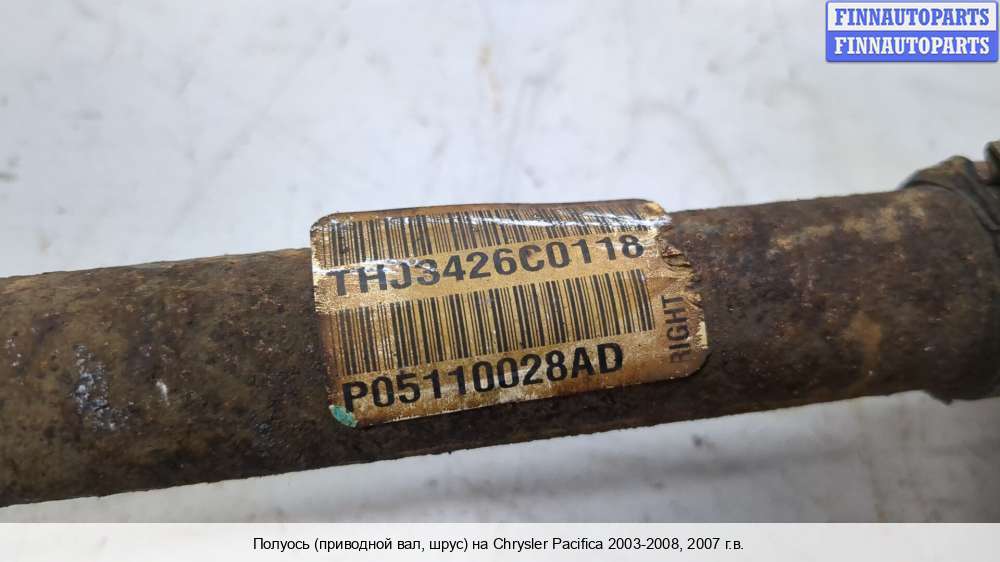 FINNAUTOPARTS
FINNAUTOPARTS
THJ3426C0118
P05110028AD
RIGHT
Полуось (приводной вал, шрус) на Chrysler Pacifica 2003-2008, 2007 г.в.